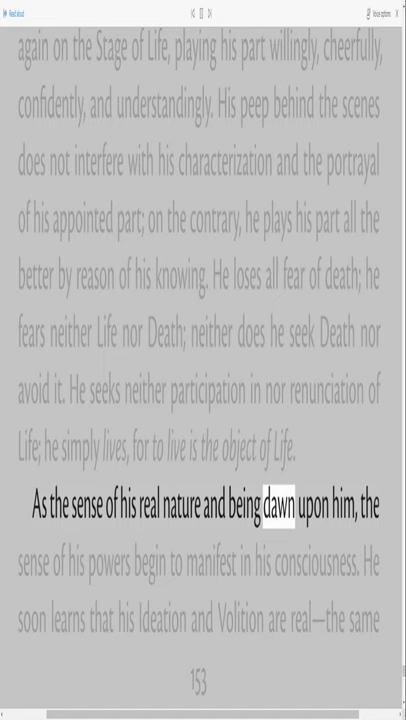 Read aloud
Voice options
again on the Stage of Life, playing his part willingly, cheerfully,
confidently, and understandingly. His peep behind the scenes
does not interfere with his characterization and the portrayal
of his appointed part; on the contrary, he plays his part all the
better by reason of his knowing. He loses all fear of death; he
fears neither Life nor Death; neither does he seek Death nor
avoid it. He seeks neither participation in nor renunciation of
Life; he simply lives, for to live is the object of Life.
As the sense of his real nature and being dawn upon him, the
sense of his powers begin to manifest in his consciousness. He
soon learns that his Ideation and Volition are real—the same
153